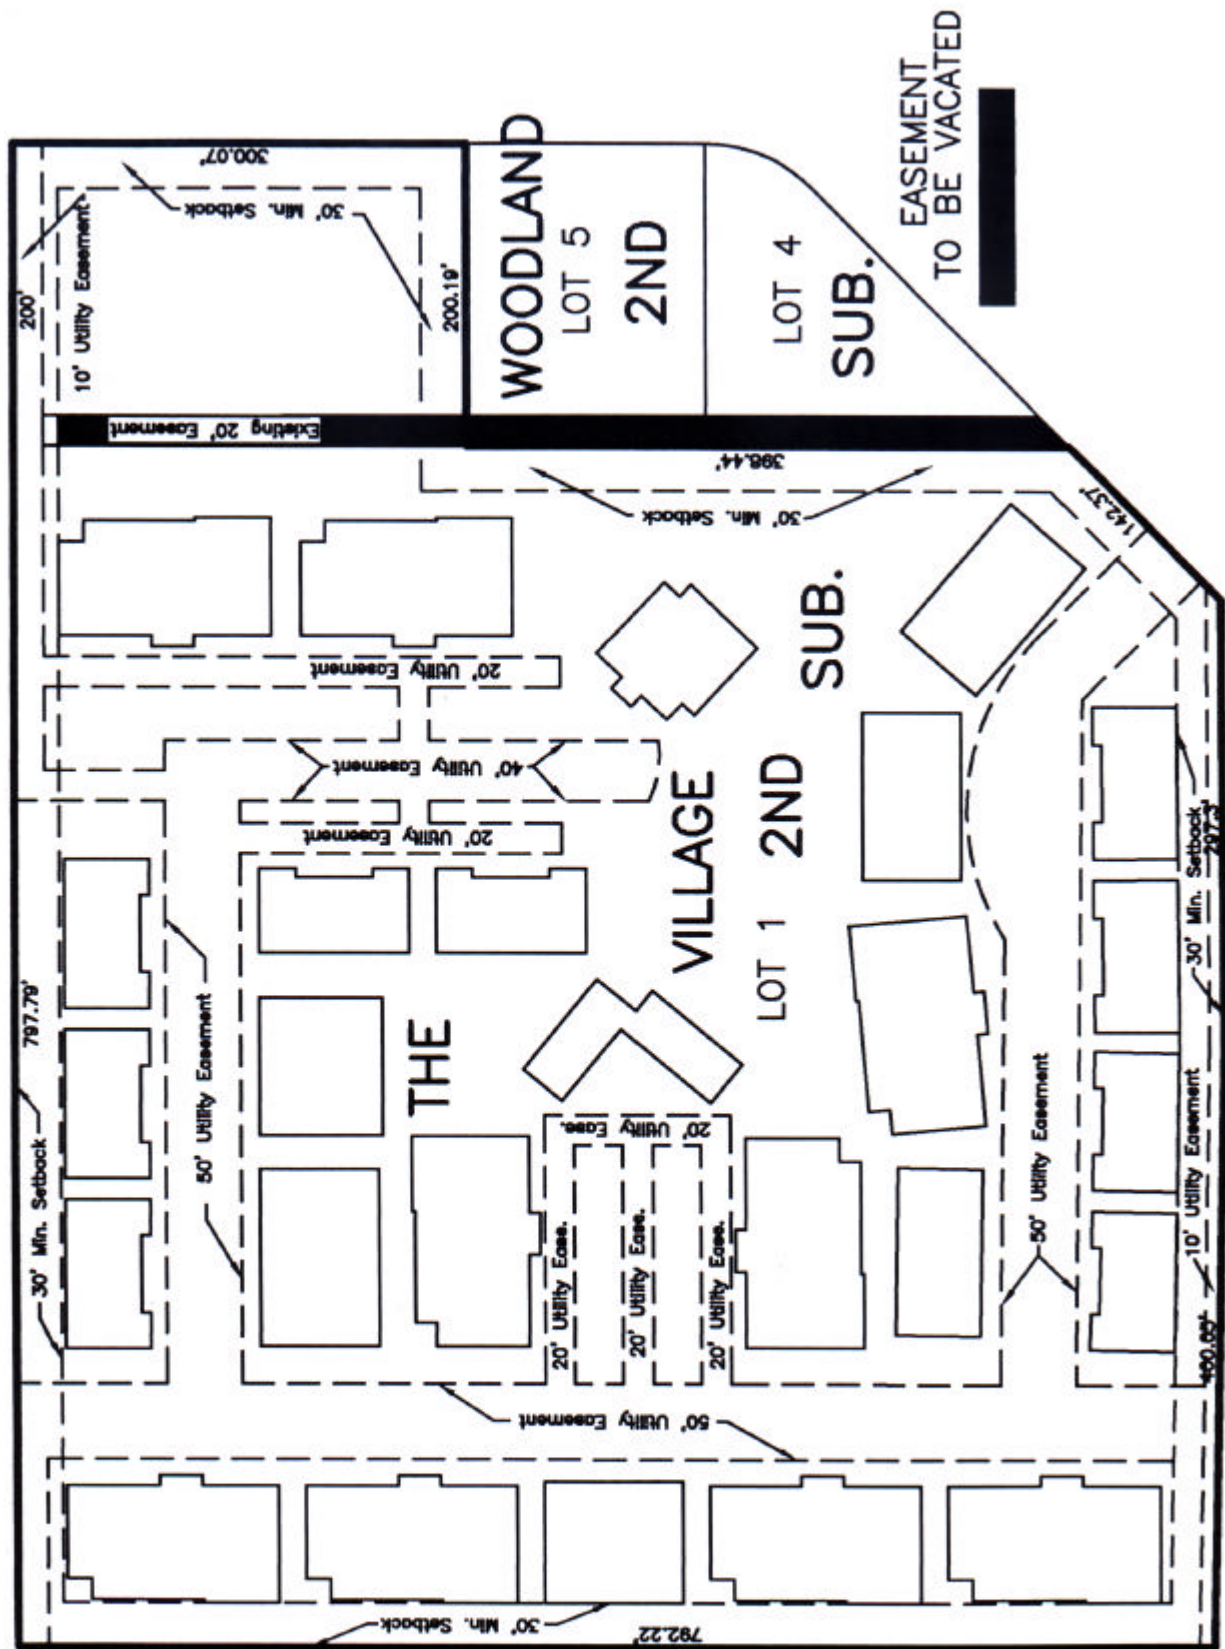 EASEMENT
TO BE VACATED
WOODLAND
LOT 5
2ND
LOT 4
SUB.
300.07'
30' Min. Setback
200'
10' Utility Easement
200.19'
Existing 20' Easement
398.44'
30' Min. Setback
142.37'
20' Utility Easement
40' Utility Easement
20' Utility Easement
THE
VILLAGE
LOT 1
2ND
SUB.
30' Min. Setback
297.3'
797.79'
30' Min. Setback
50' Utility Easement
20' Utility Ease.
20' Utility Ease.
20' Utility Ease.
20' Utility Ease.
50' Utility Easement
10' Utility Easement
50' Utility Easement
30' Min. Setback
792.22'